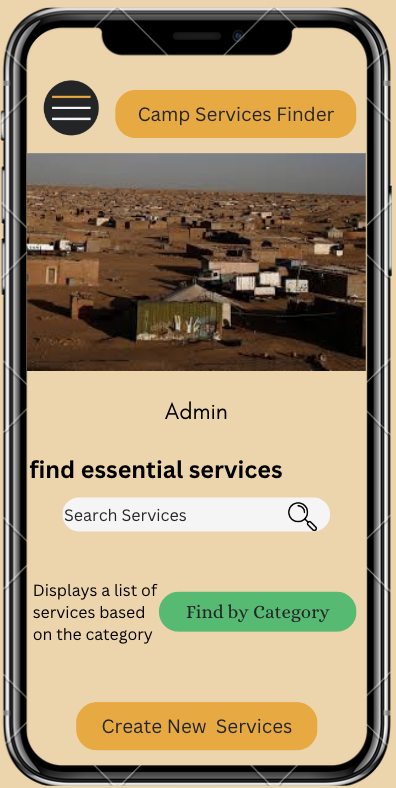 Camp Services Finder
Admin
find essential services
Search Services
Displays a list of
services based
on the category
Find by Category
Create New Services